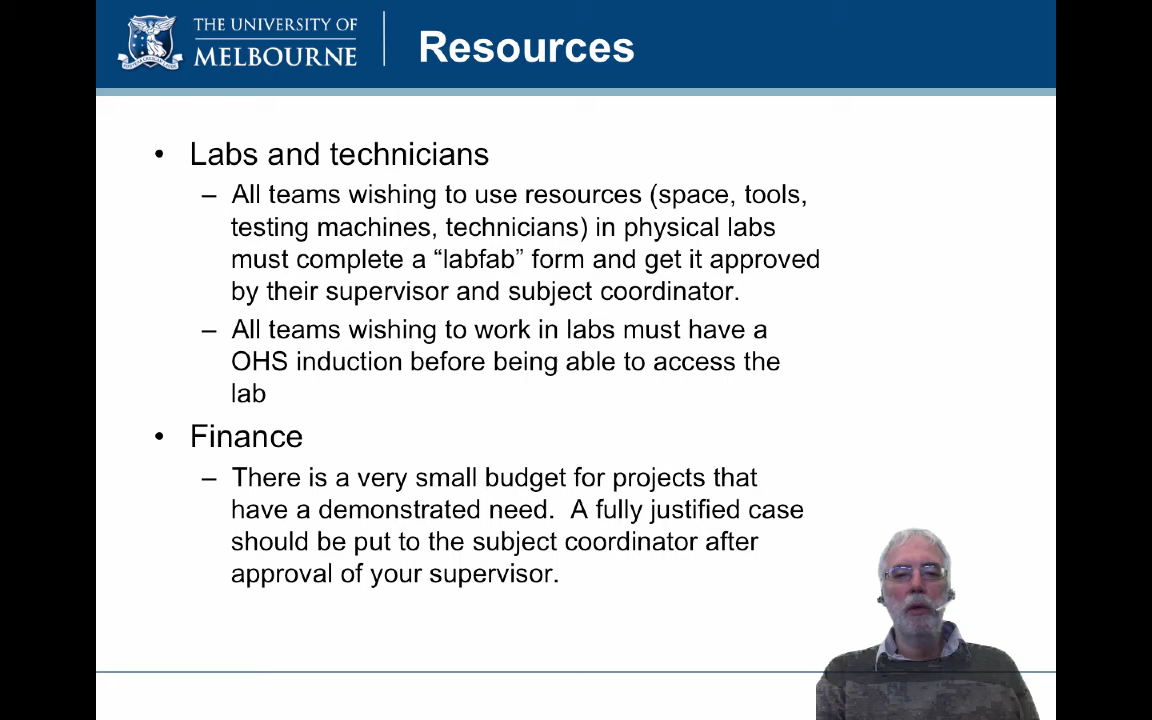 THE UNIVERSITY OF
MELBOURNE
Resources
• Labs and technicians
– All teams wishing to use resources (space, tools,
testing machines, technicians) in physical labs
must complete a “labfab” form and get it approved
by their supervisor and subject coordinator.
– All teams wishing to work in labs must have a
OHS induction before being able to access the
lab
• Finance
– There is a very small budget for projects that
have a demonstrated need.  A fully justified case
should be put to the subject coordinator after
approval of your supervisor.